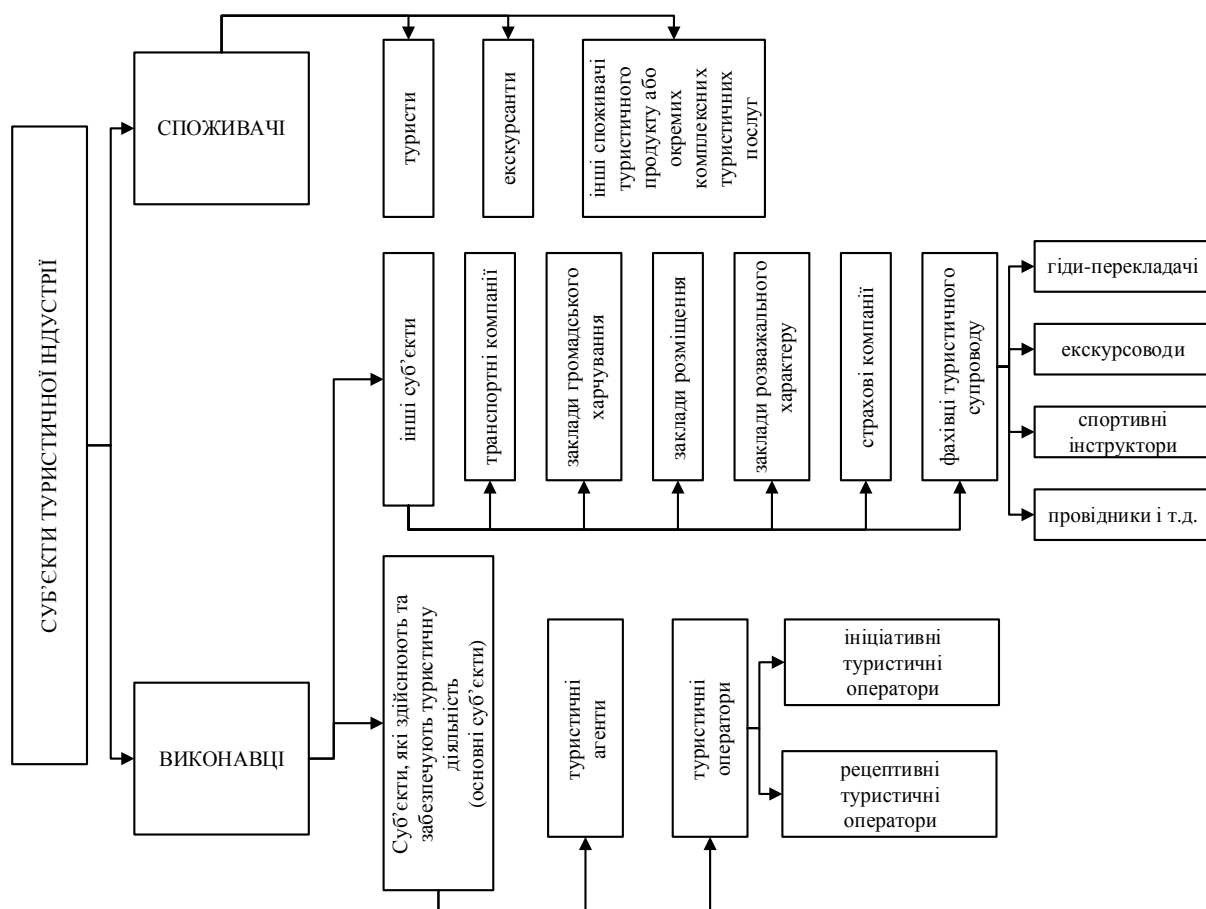 СУБ’ЄКТИ ТУРИСТИЧНОЇ ІНДУСТРІЇ
СПОЖИВАЧІ
туристи
екскурсанти
інші споживачі
туристичного
продукту або
окремих
комплексних
туристичних
послуг
інші суб’єкти
транспортні компанії
заклади громадського
харчування
заклади розміщення
заклади розважального
характеру
страхові компанії
фахівці туристичного
супроводу
гіди-перекладачі
екскурсоводи
спортивні
інструктори
провідники і т.д.
ВИКОНАВЦІ
Суб’єкти, які здійснюють та
забезпечують туристичну
діяльність
(основні суб’єкти)
туристичні
агенти
туристичні
оператори
ініціативні
туристичні
оператори
рецептивні
туристичні
оператори